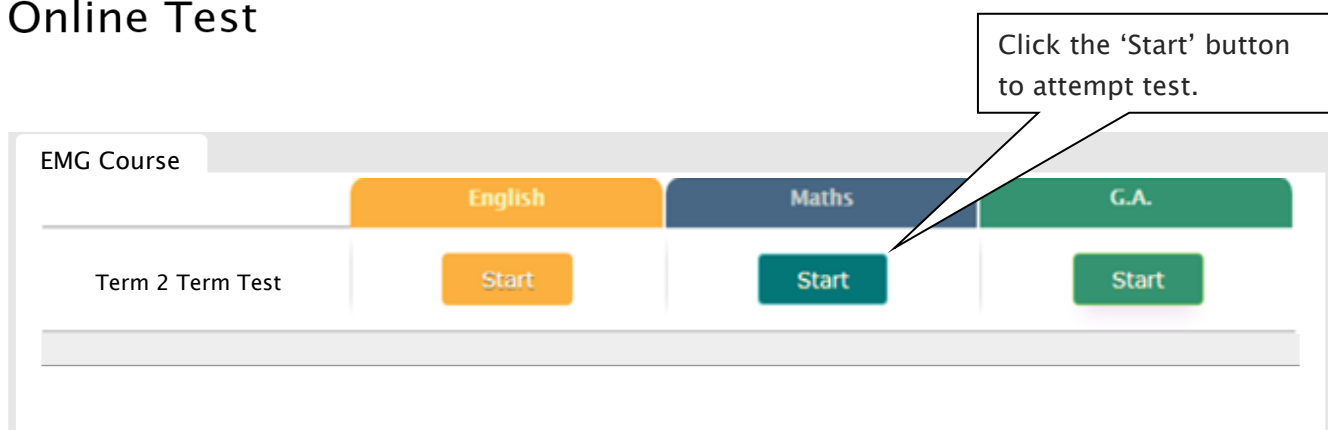 Online Test
Click the ‘Start’ button
to attempt test.
EMG Course
English Maths G.A.
Term 2 Term Test Start Start Start